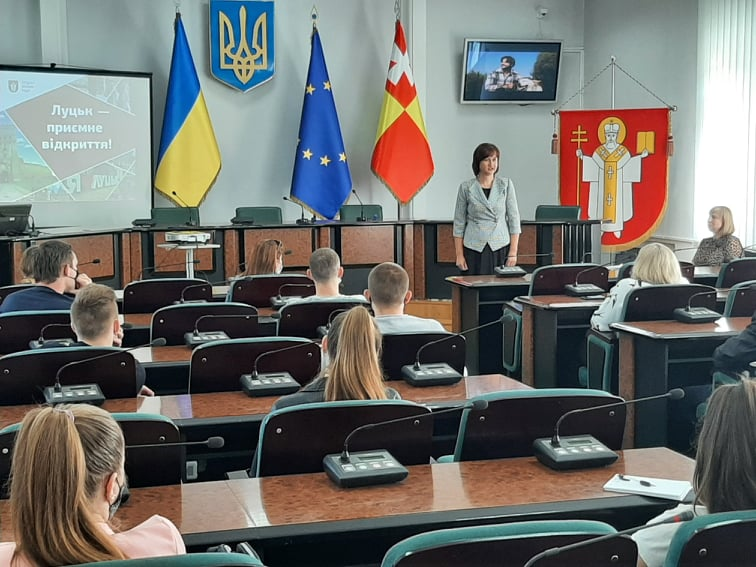 Луцьк —
приємне
відкриття!